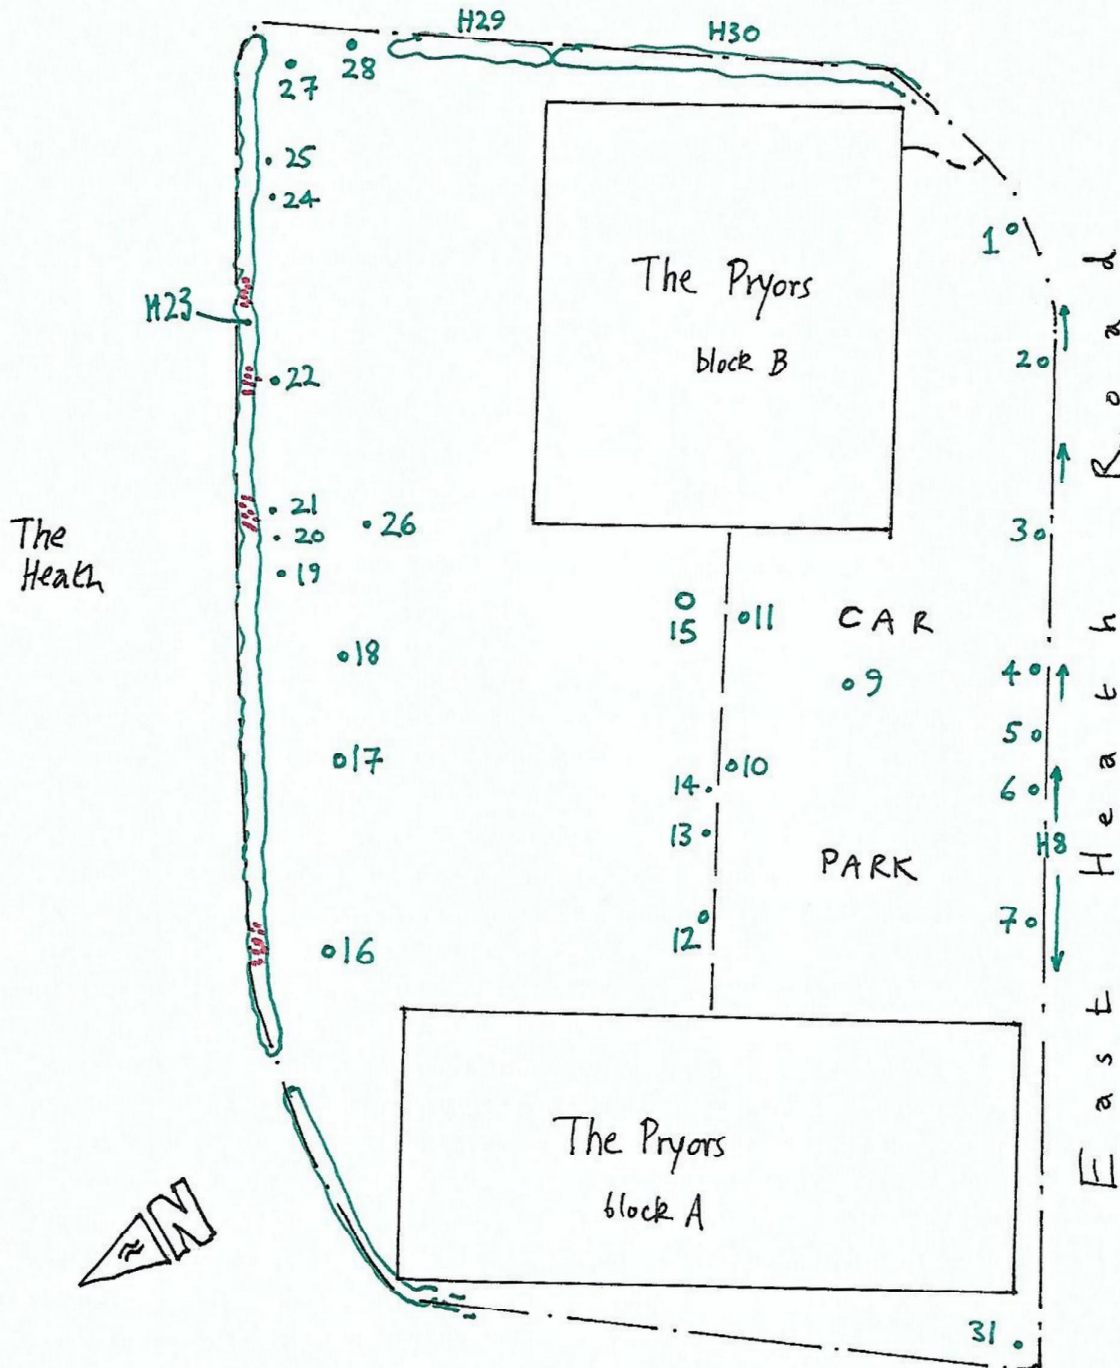 H29
H30
28
27
25
24
1
The Pryors
block B
H23
2
22
21
20
26
3
19
The
Heath
15
11
CAR
18
9
4
17
5
10
14
6
13
H8
PARK
12
7
16
East Heath Road
The Pryors
block A
≈
N
31